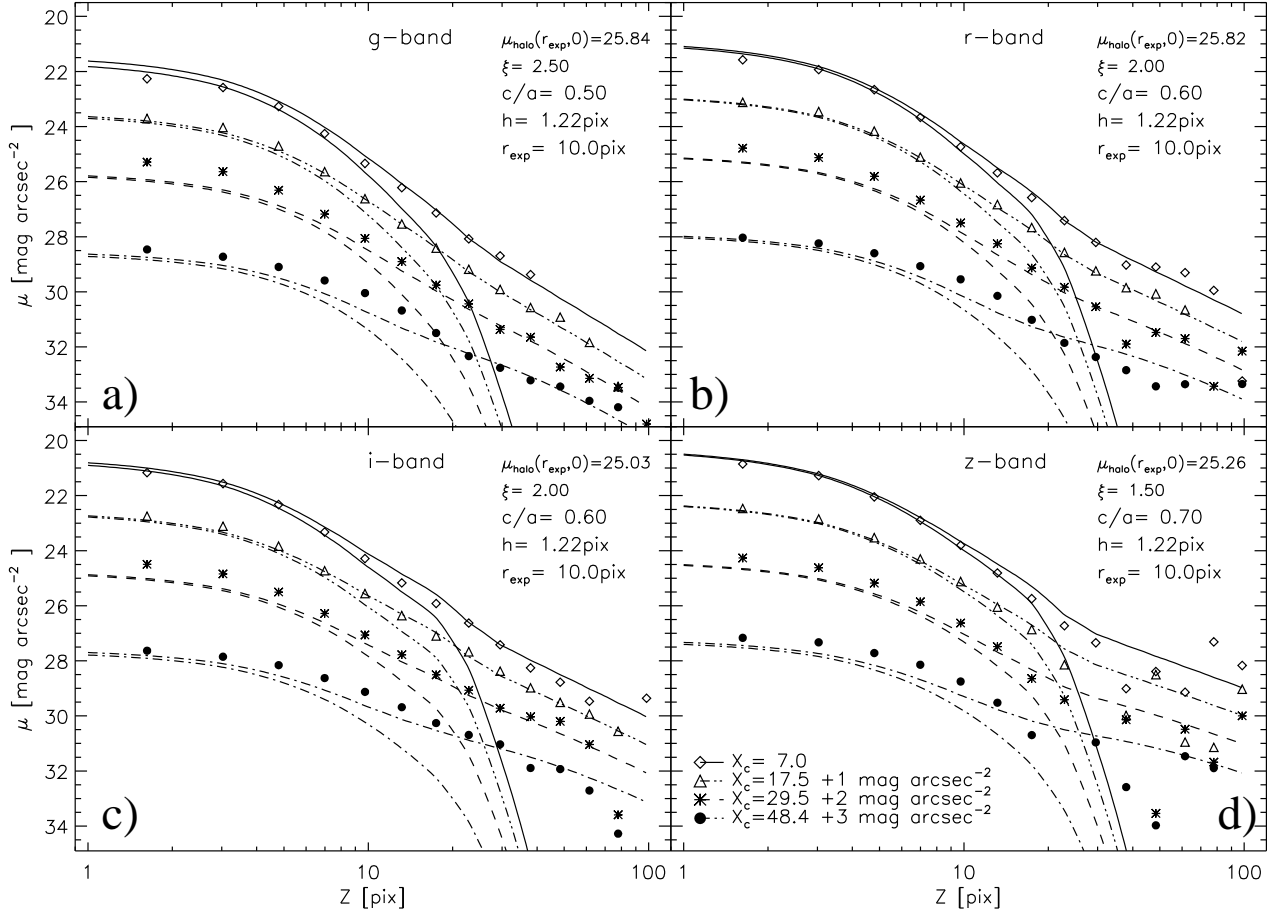 g-band
μhalo(rexp,0)=25.84
ξ= 2.50
c/a= 0.50
h= 1.22pix
rexp= 10.0pix
a)
r-band
μhalo(rexp,0)=25.82
ξ= 2.00
c/a= 0.60
h= 1.22pix
rexp= 10.0pix
b)
20
22
24
26
28
30
32
34
μ [mag arcsec⁻²]
i-band
μhalo(rexp,0)=25.03
ξ= 2.00
c/a= 0.60
h= 1.22pix
rexp= 10.0pix
c)
z-band
μhalo(rexp,0)=25.26
ξ= 1.50
c/a= 0.70
h= 1.22pix
rexp= 10.0pix
Xc= 7.0
Xc=17.5 +1 mag arcsec⁻²
Xc=29.5 +2 mag arcsec⁻²
Xc=48.4 +3 mag arcsec⁻²
d)
20
22
24
26
28
30
32
34
μ [mag arcsec⁻²]
1
10
100
Z [pix]
1
10
100
Z [pix]